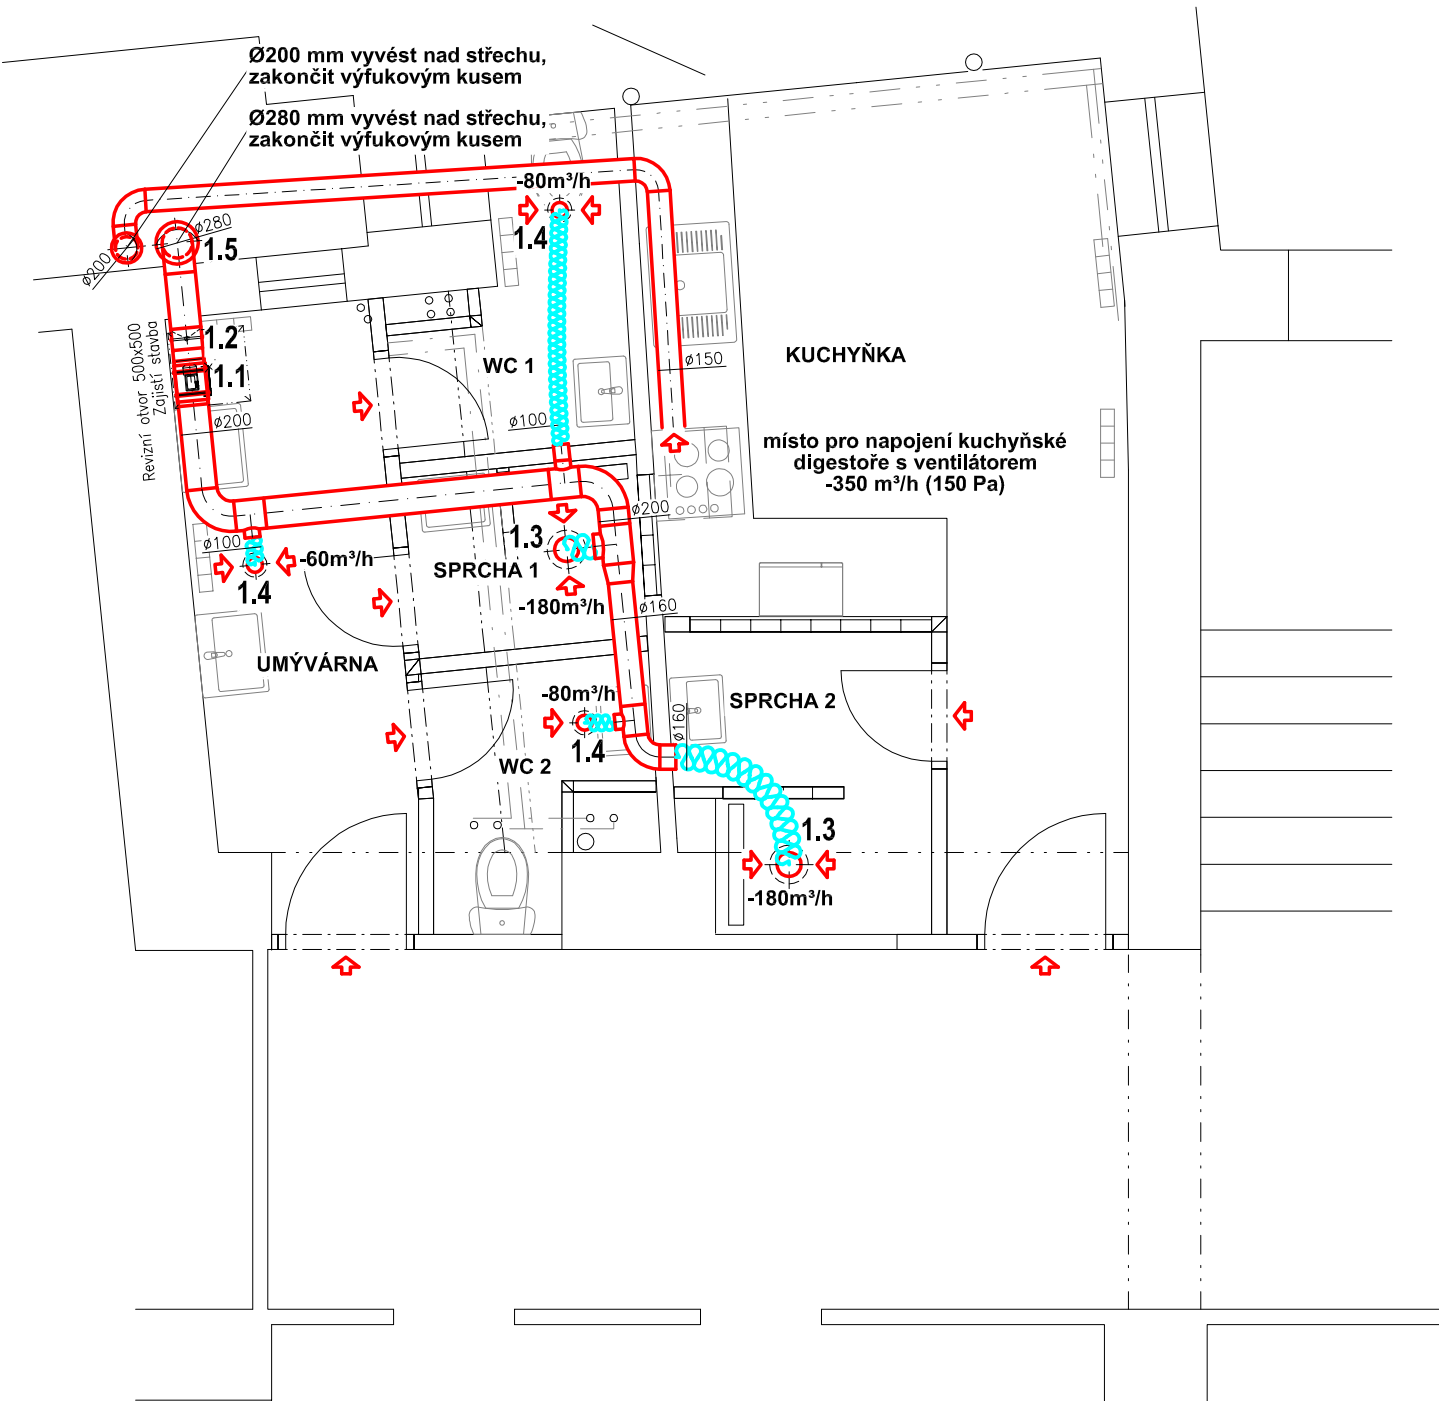 Ø200 mm vyvést nad střechu,
zakončit výfukovým kusem
Ø280 mm vyvést nad střechu,
zakončit výfukovým kusem
-80m³/h
ø280
1.5
1.4
ø200
1.2
1.1
Revizní otvor 500x500
Zajistí stavba
WC 1
ø150
KUCHYŇKA
ø200
ø100
místo pro napojení kuchyňské
digestoře s ventilátorem
-350 m³/h (150 Pa)
ø200
1.3
ø100
-60m³/h
SPRCHA 1
1.4
-180m³/h
ø160
UMÝVÁRNA
-80m³/h
SPRCHA 2
ø160
1.4
WC 2
1.3
-180m³/h